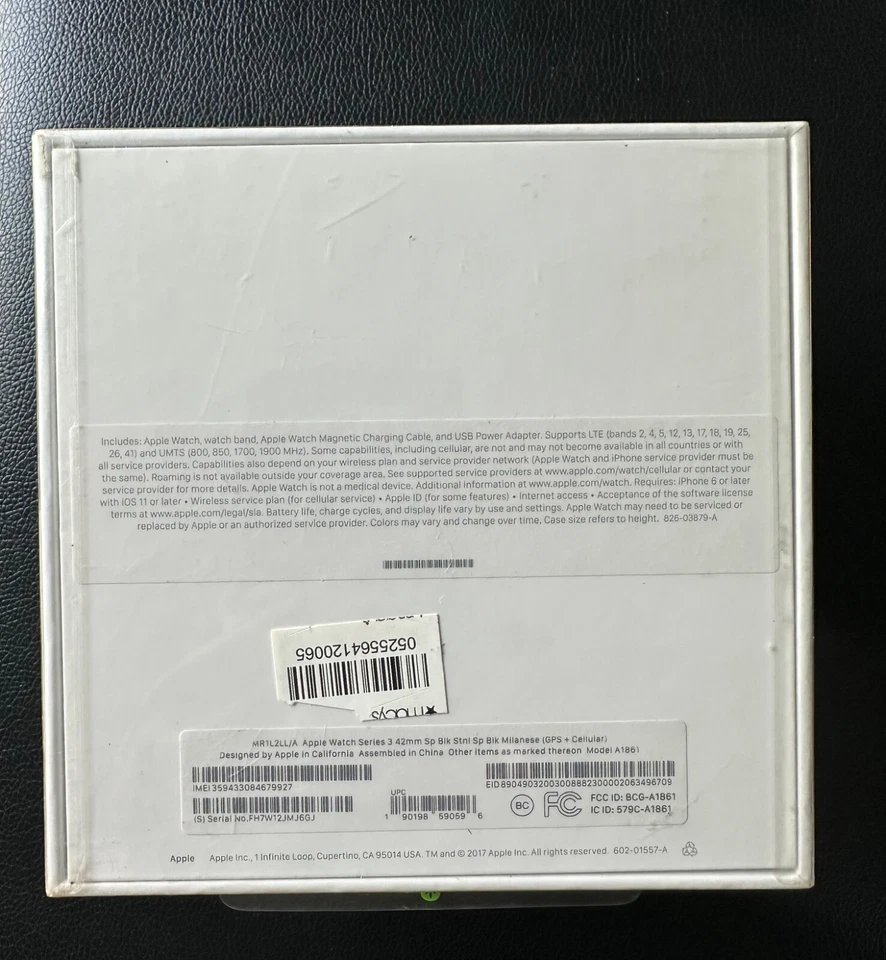 Includes: Apple Watch, watch band, Apple Watch Magnetic Charging Cable, and USB Power Adapter. Supports LTE (bands 2, 4, 5, 12, 13, 17, 18, 19, 25,
26, 41) and UMTS (800, 850, 1700, 1900 MHz). Some capabilities, including cellular, are not and may not become available in all countries or with
all service providers. Capabilities also depend on your wireless plan and service provider network (Apple Watch and iPhone service provider must be
the same). Roaming is not available outside your coverage area. See supported service providers at www.apple.com/watch/cellular or contact your
service provider for more details. Apple Watch is not a medical device. Additional information at www.apple.com/watch. Requires: iPhone 6 or later
with iOS 11 or later • Wireless service plan (for cellular service) • Apple ID (for some features) • Internet access • Acceptance of the software license
terms at www.apple.com/legal/sla. Battery life, charge cycles, and display life vary by use and settings. Apple Watch may need to be serviced or
replaced by Apple or an authorized service provider. Colors may vary and change over time. Case size refers to height. 826-03879-A
0525564120065
★macys
MR1L2LL/A Apple Watch Series 3 42mm Sp Blk Stnl Sp Blk Milanese (GPS + Cellular)
Designed by Apple in California Assembled in China Other items as marked thereon Model A1861
IMEI 359433084679927
EID 89049032003008882300002063496709
(S) Serial No. FH7W12JMJ6GJ
UPC
1 90198 59059 6
BC FC
FCC ID: BCG-A1861
IC ID: 579C-A1861
Apple Apple Inc., 1 Infinite Loop, Cupertino, CA 95014 USA. TM and © 2017 Apple Inc. All rights reserved. 602-01557-A